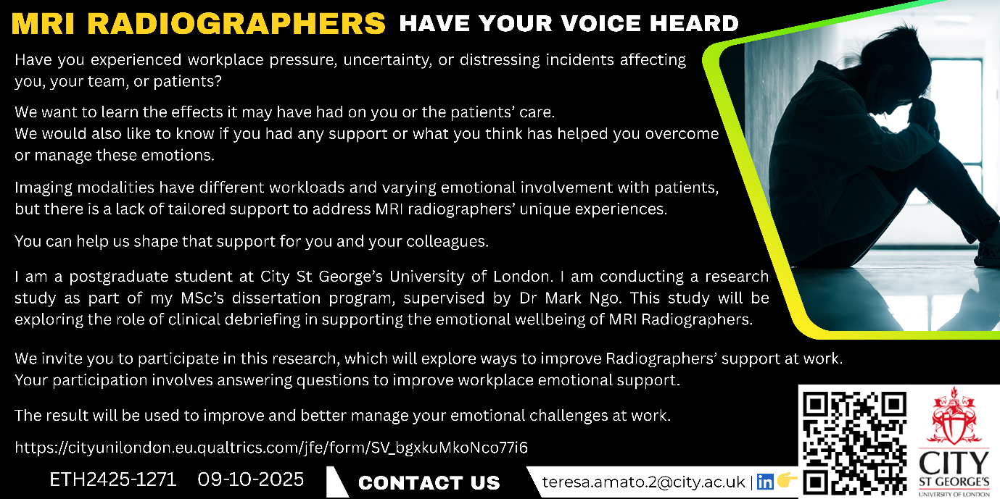 MRI RADIOGRAPHERS HAVE YOUR VOICE HEARD
Have you experienced workplace pressure, uncertainty, or distressing incidents affecting
you, your team, or patients?
We want to learn the effects it may have had on you or the patients’ care.
We would also like to know if you had any support or what you think has helped you overcome
or manage these emotions.
Imaging modalities have different workloads and varying emotional involvement with patients,
but there is a lack of tailored support to address MRI radiographers’ unique experiences.
You can help us shape that support for you and your colleagues.
I am a postgraduate student at City St George’s University of London. I am conducting a research
study as part of my MSc’s dissertation program, supervised by Dr Mark Ngo. This study will be
exploring the role of clinical debriefing in supporting the emotional wellbeing of MRI Radiographers.
We invite you to participate in this research, which will explore ways to improve Radiographers’ support at work.
Your participation involves answering questions to improve workplace emotional support.
The result will be used to improve and better manage your emotional challenges at work.
https://cityunilondon.eu.qualtrics.com/jfe/form/SV_bgxkuMkoNco77i6
ETH2425-1271 09-10-2025
CONTACT US
teresa.amato.2@city.ac.uk | in
CITY
ST GEORGE'S
UNIVERSITY OF LONDON